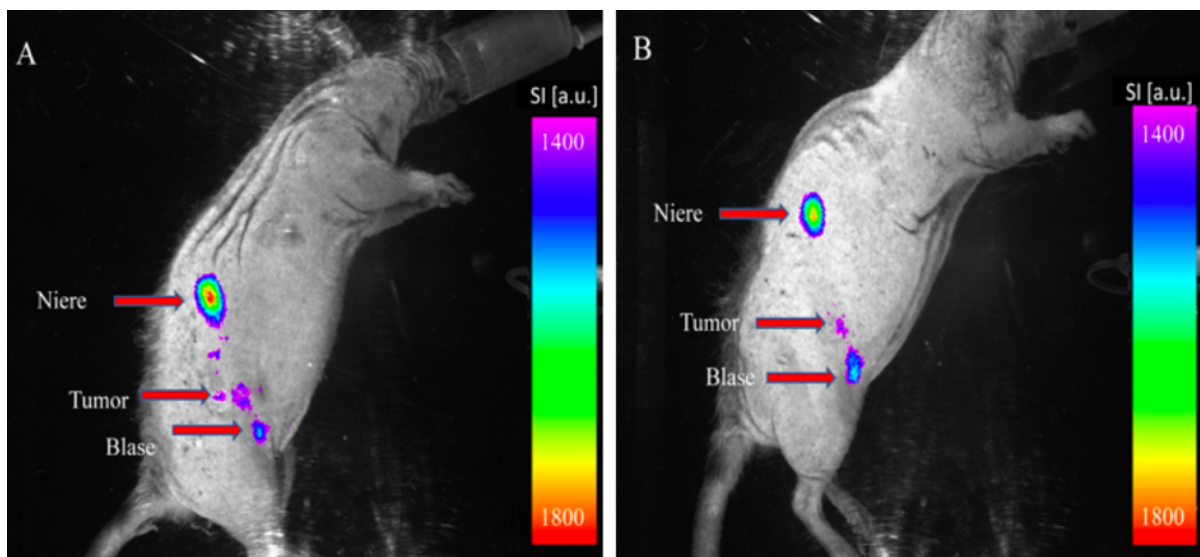 A
SI [a.u.]
1400
Niere
Tumor
Blase
1800
B
SI [a.u.]
1400
Niere
Tumor
Blase
1800